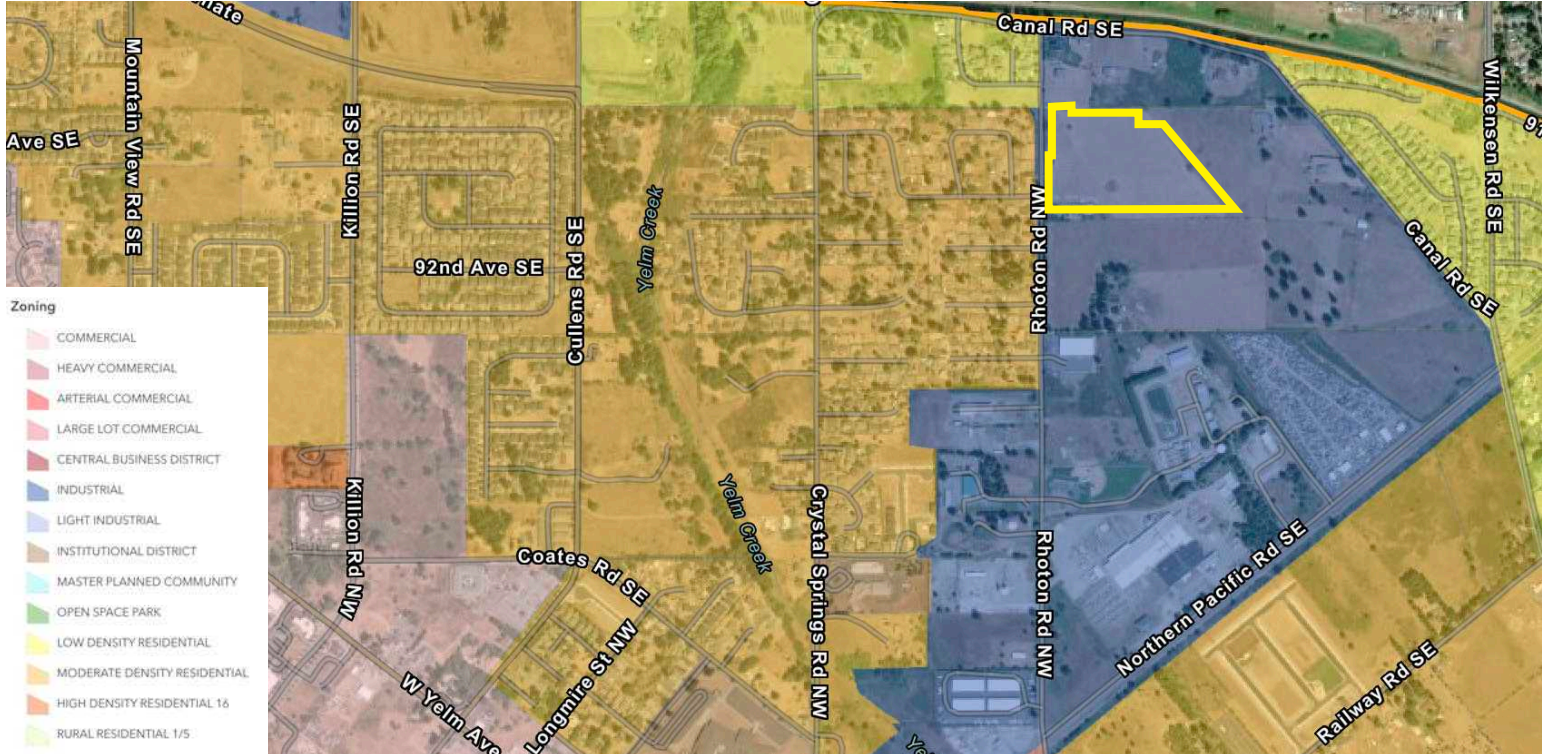 nate
Canal Rd SE
Mountain View Rd SE
Killion Rd SE
Wilkensen Rd SE
Ave SE
91
Yelm Creek
Rhoton Rd NW
Cullens Rd SE
92nd Ave SE
Canal Rd SE
Zoning
COMMERCIAL
HEAVY COMMERCIAL
ARTERIAL COMMERCIAL
LARGE LOT COMMERCIAL
CENTRAL BUSINESS DISTRICT
INDUSTRIAL
LIGHT INDUSTRIAL
INSTITUTIONAL DISTRICT
MASTER PLANNED COMMUNITY
OPEN SPACE PARK
LOW DENSITY RESIDENTIAL
MODERATE DENSITY RESIDENTIAL
HIGH DENSITY RESIDENTIAL 16
RURAL RESIDENTIAL 1/5
Killion Rd NW
Yelm Creek
Crystal Springs Rd NW
Coates Rd SE
Rhoton Rd NW
Northern Pacific Rd SE
Longmire St NW
W Yelm Ave
Railway Rd SE
Ye